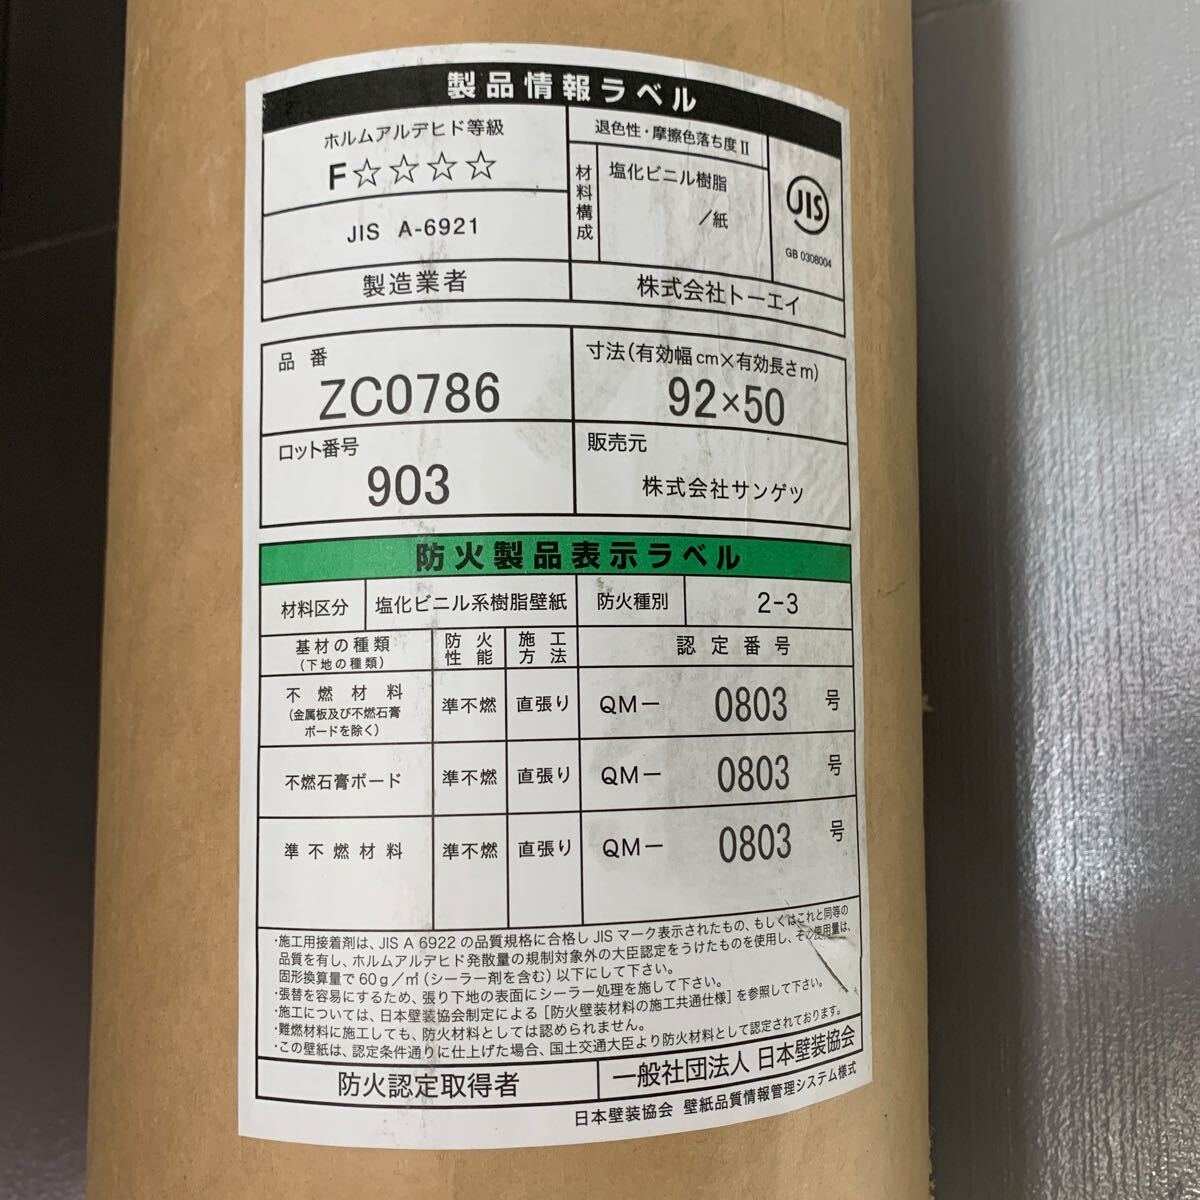 製品情報ラベル
ホルムアルデヒド等級
F☆☆☆☆
JIS A-6921
退色性・摩擦色落ち度Ⅱ
材料構成
塩化ビニル樹脂
/紙
JIS
GB 0308004
製造業者
株式会社トーエイ
品番
ZC0786
寸法(有効幅cm×有効長さm)
92×50
ロット番号
903
販売元
株式会社サンゲツ
防火製品表示ラベル
材料区分
塩化ビニル系樹脂壁紙
防火種別
2-3
基材の種類
(下地の種類)
防火
性能
施工
方法
認定番号
不燃材料
(金属板及び不燃石膏
ボードを除く)
準不燃
直張り
QM− 0803 号
不燃石膏ボード
準不燃
直張り
QM− 0803 号
準不燃材料
準不燃
直張り
QM− 0803 号
・施工用接着剤は、JIS A 6922 の品質規格に合格し JIS マーク表示されたもの、もしくはこれと同等の
品質を有し、ホルムアルデヒド発散量の規制対象外の大臣認定をうけたものを使用し、その使用量は、
固形換算量で60g/㎡(シーラー剤を含む)以下にして下さい。
・張替を容易にするため、張り下地の表面にシーラー処理を施して下さい。
・施工については、日本壁装協会制定による[防火壁装材料の施工共通仕様]を参照して下さい。
・難燃材料に施工しても、防火材料としては認められません。
・この壁紙は、認定条件通りに仕上げた場合、国土交通大臣より防火材料として認定されております。
防火認定取得者
一般社団法人 日本壁装協会
日本壁装協会 壁紙品質情報管理システム様式